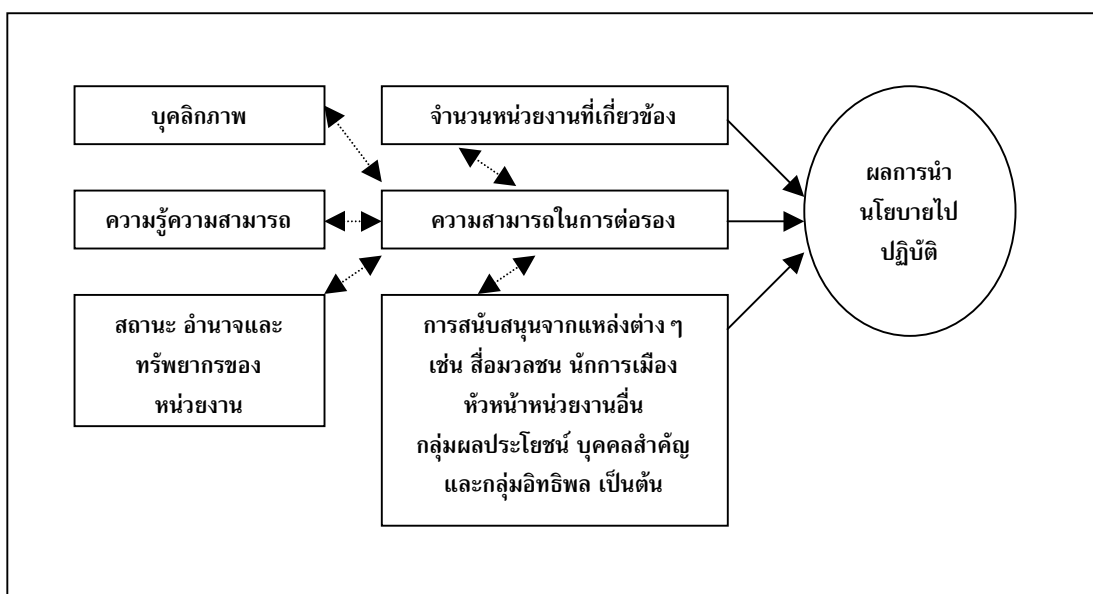 บุคลิกภาพ
จำนวนหน่วยงานที่เกี่ยวข้อง
ความรู้ความสามารถ
ความสามารถในการต่อรอง
สถานะ อำนาจและ
ทรัพยากรของ
หน่วยงาน
การสนับสนุนจากแหล่งต่าง ๆ
เช่น สื่อมวลชน นักการเมือง
หัวหน้าหน่วยงานอื่น
กลุ่มผลประโยชน์ บุคคลสำคัญ
และกลุ่มอิทธิพล เป็นต้น
ผลการนำ
นโยบายไป
ปฏิบัติ